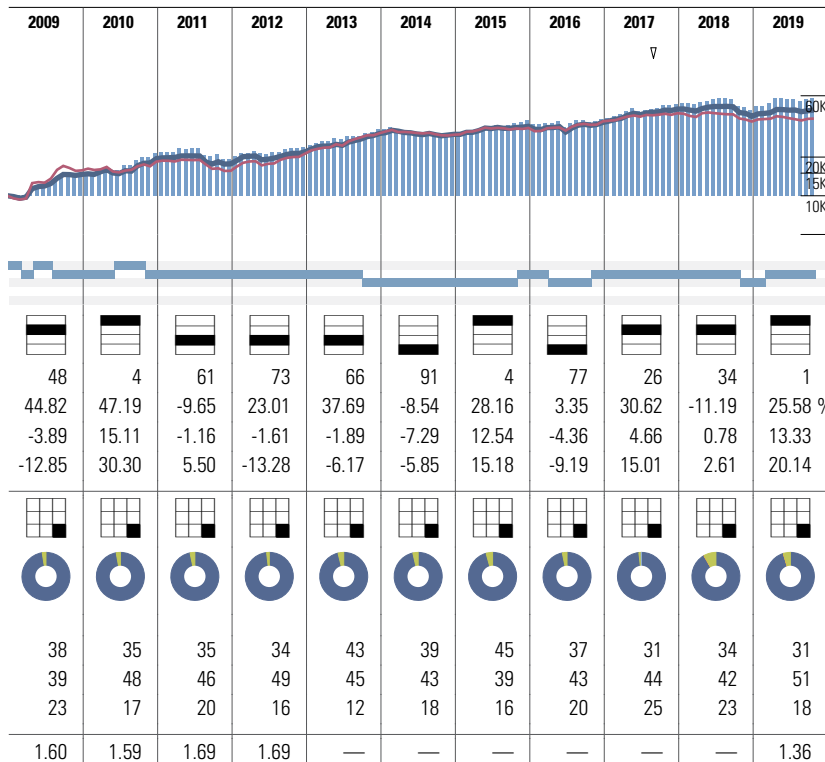 2009 2010 2011 2012 2013 2014 2015 2016 2017 2018 2019
60K
20K
15K
10K
48 4 61 73 66 91 4 77 26 34 1
44.82 47.19 -9.65 23.01 37.69 -8.54 28.16 3.35 30.62 -11.19 25.58 %
-3.89 15.11 -1.16 -1.61 -1.89 -7.29 12.54 -4.36 4.66 0.78 13.33
-12.85 30.30 5.50 -13.28 -6.17 -5.85 15.18 -9.19 15.01 2.61 20.14
38 35 35 34 43 39 45 37 31 34 31
39 48 46 49 45 43 39 43 44 42 51
23 17 20 16 12 18 16 20 25 23 18
1.60 1.59 1.69 1.69 — — — — — — 1.36